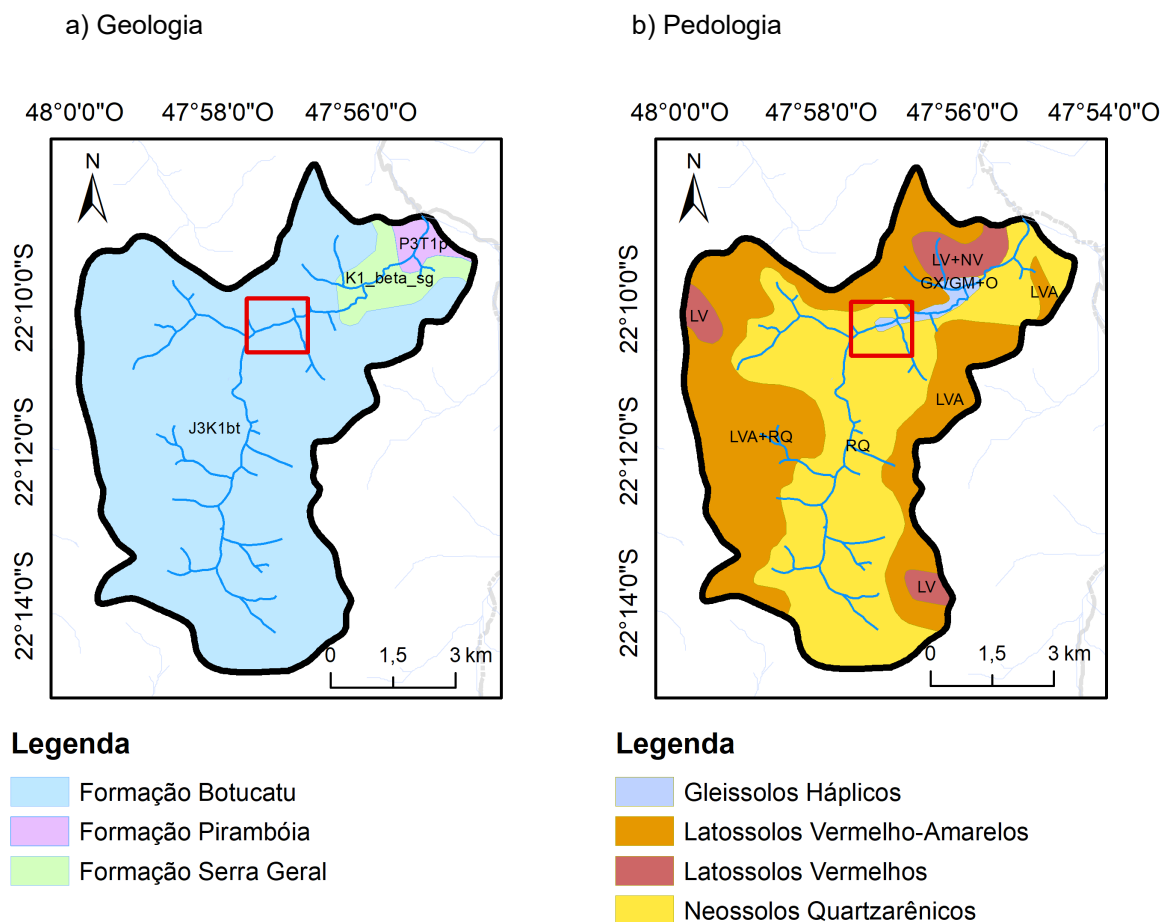 a) Geologia
48°0'0"O 47°58'0"O 47°56'0"O
N
22°10'0"S
22°12'0"S
22°14'0"S
P3T1p
K1_beta_sg
J3K1bt
0 1,5 3 km
Legenda
Formação Botucatu
Formação Pirambóia
Formação Serra Geral
b) Pedologia
48°0'0"O 47°58'0"O 47°56'0"O 47°54'0"O
N
22°10'0"S
22°12'0"S
22°14'0"S
LV+NV
GX/GM+O
LVA
LV
LVA
LVA+RQ
RQ
LV
0 1,5 3 km
Legenda
Gleissolos Háplicos
Latossolos Vermelho-Amarelos
Latossolos Vermelhos
Neossolos Quartzarênicos